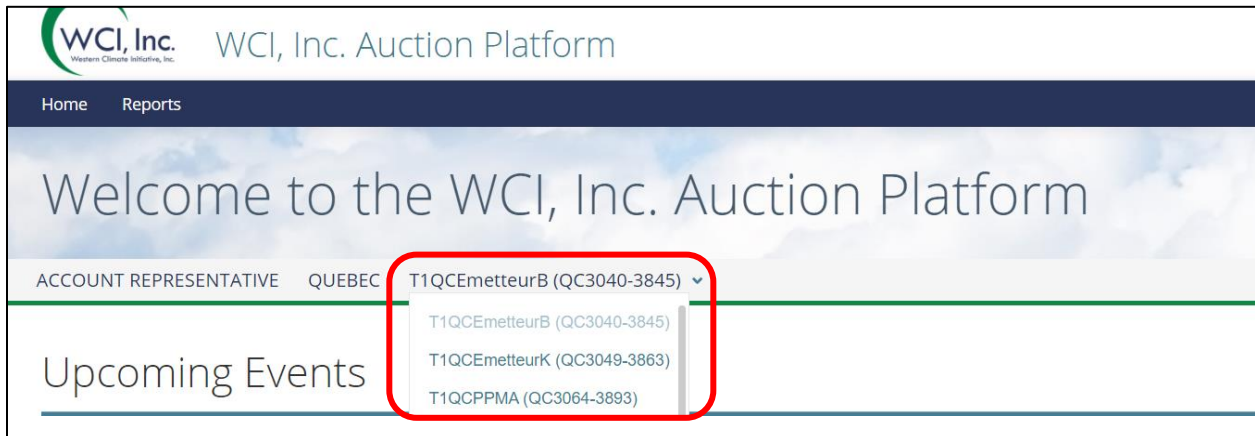 WCI, Inc.
Western Climate Initiative, Inc.
WCI, Inc. Auction Platform
Home Reports
Welcome to the WCI, Inc. Auction Platform
ACCOUNT REPRESENTATIVE QUEBEC T1QCEmetteurB (QC3040-3845)
T1QCEmetteurB (QC3040-3845)
T1QCEmetteurK (QC3049-3863)
Upcoming Events
T1QCPPMA (QC3064-3893)